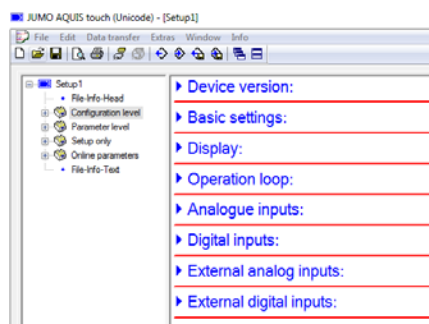 JUMO AQUIS touch (Unicode) - [Setup1]
File Edit Data transfer Extras Window Info
Setup1
File-Info-Head
Configuration level
Parameter level
Setup only
Online parameters
File-Info-Text
Device version:
Basic settings:
Display:
Operation loop:
Analogue inputs:
Digital inputs:
External analog inputs:
External digital inputs: